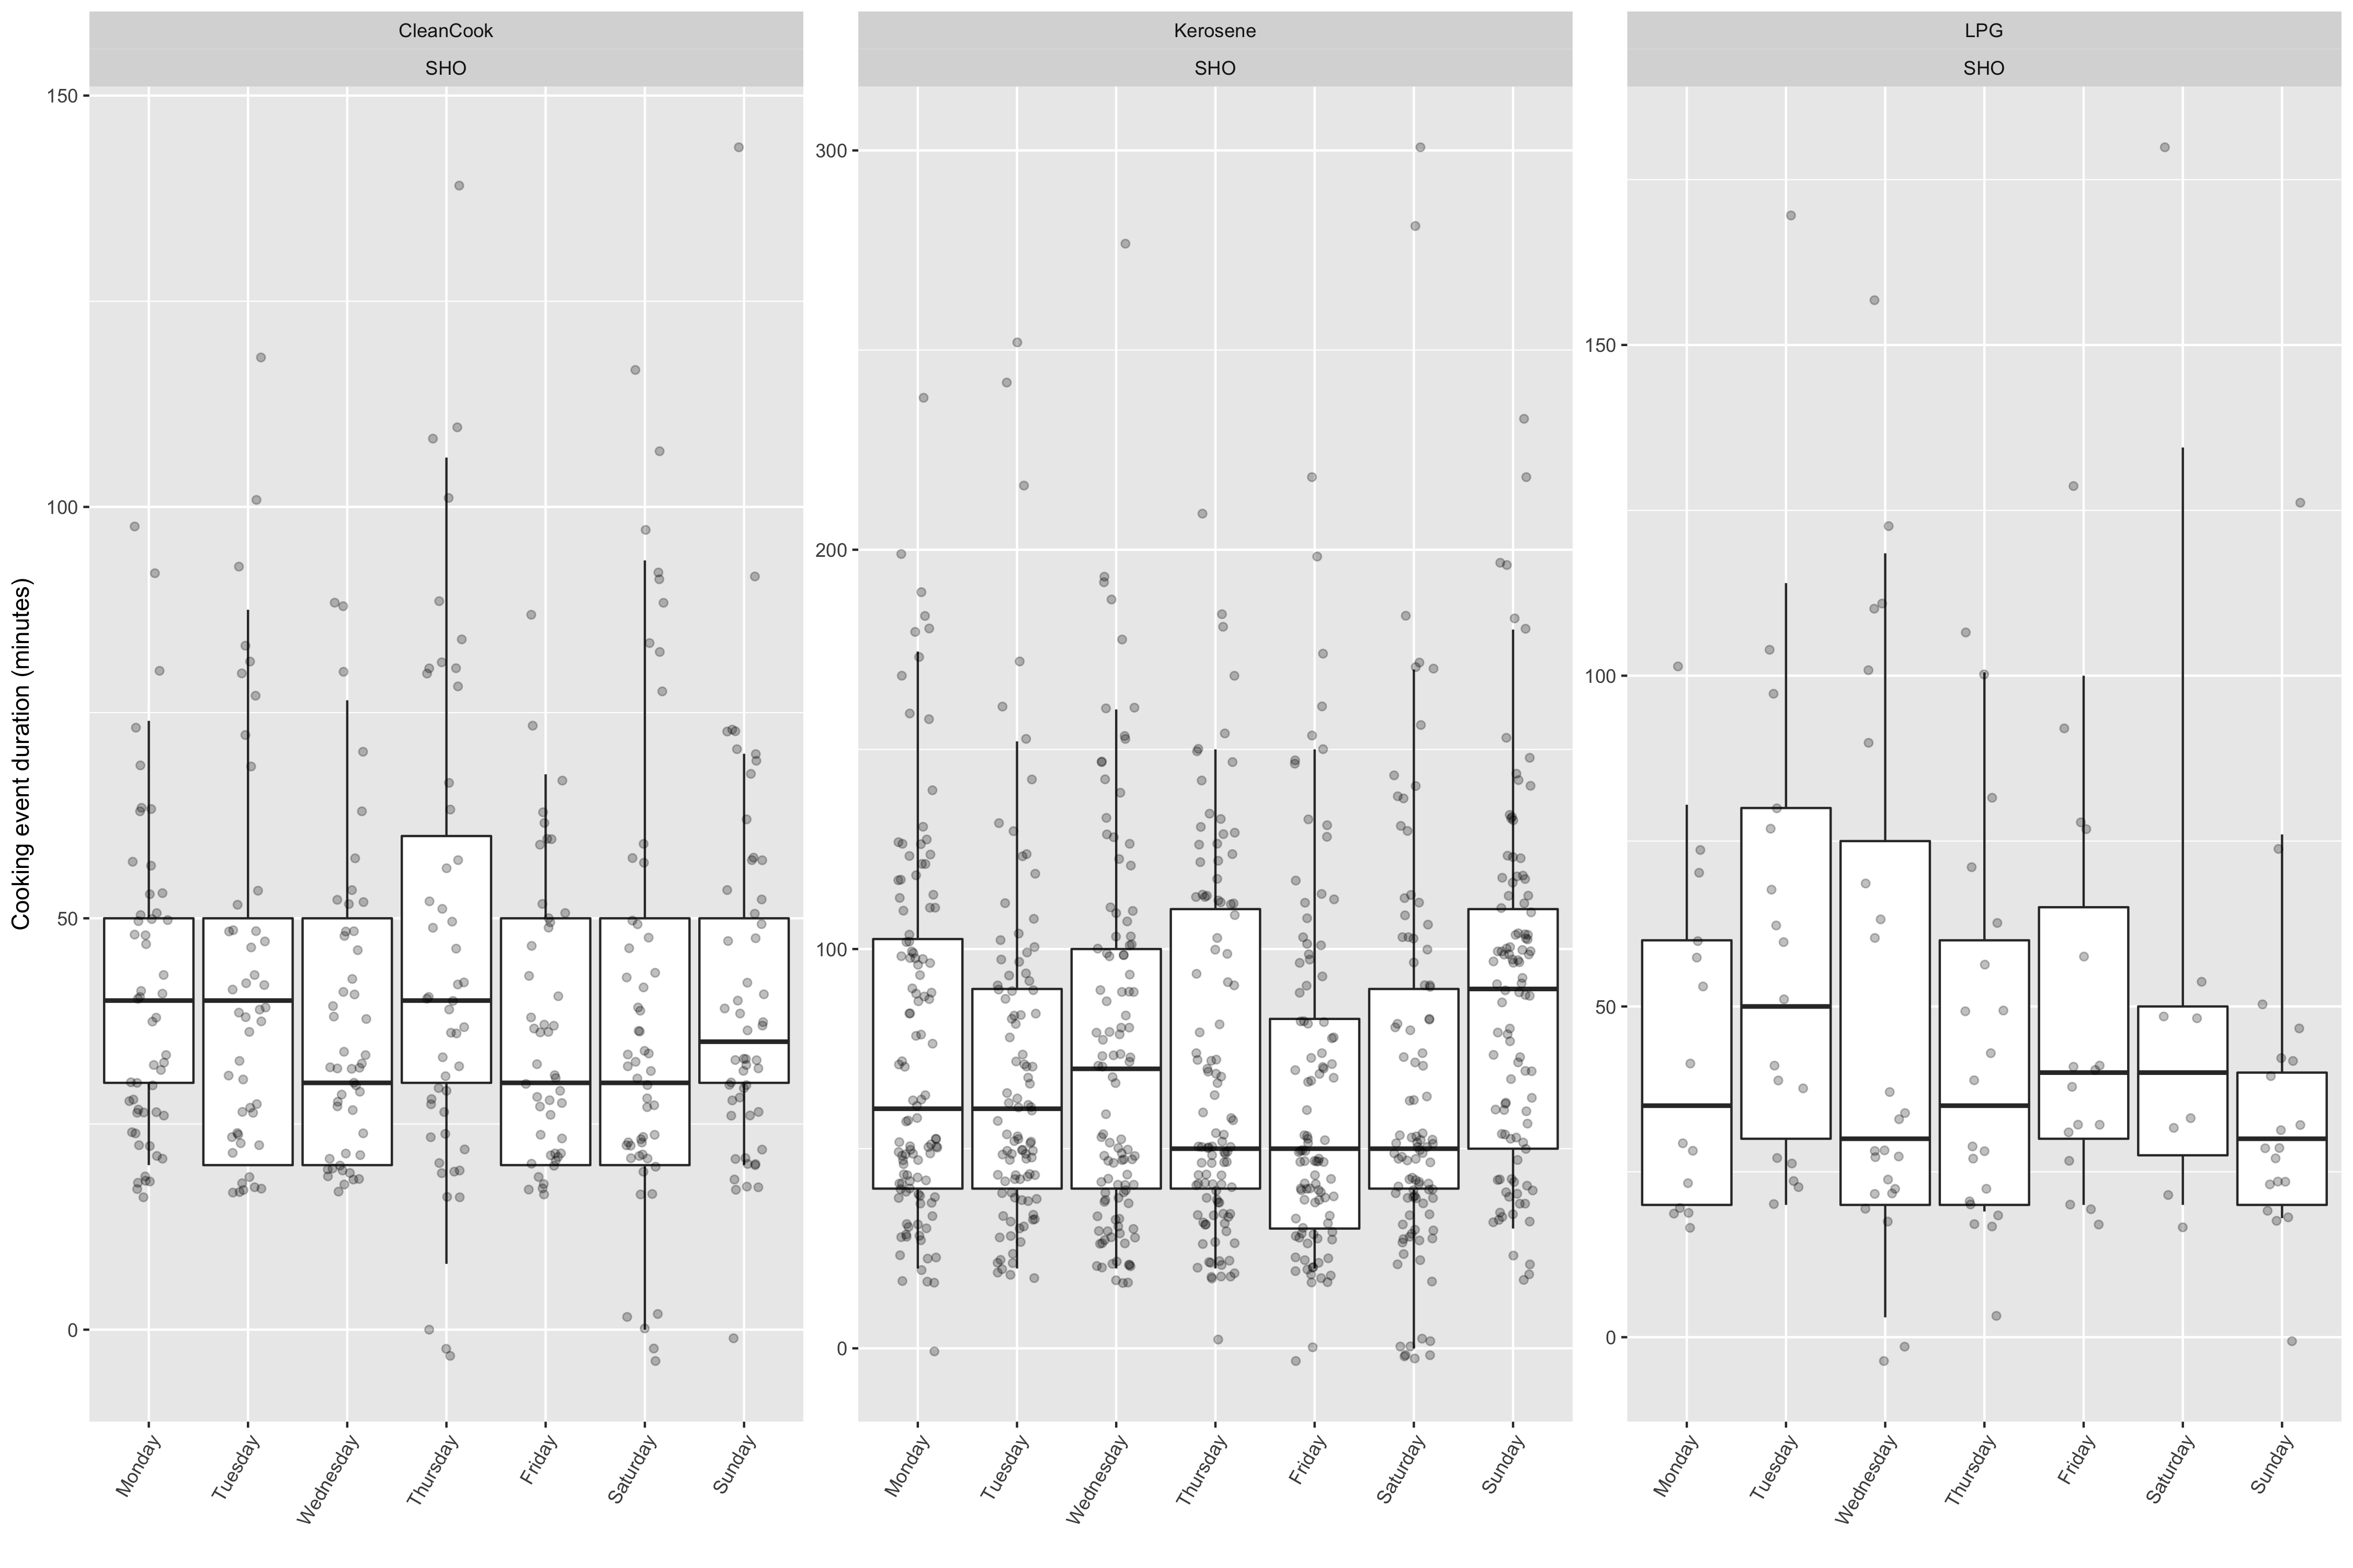 CleanCook
Kerosene
LPG
SHO
SHO
SHO
Cooking event duration (minutes)
150
100
50
0
300
200
100
0
150
100
50
0
Monday
Tuesday
Wednesday
Thursday
Friday
Saturday
Sunday
Monday
Tuesday
Wednesday
Thursday
Friday
Saturday
Sunday
Monday
Tuesday
Wednesday
Thursday
Friday
Saturday
Sunday